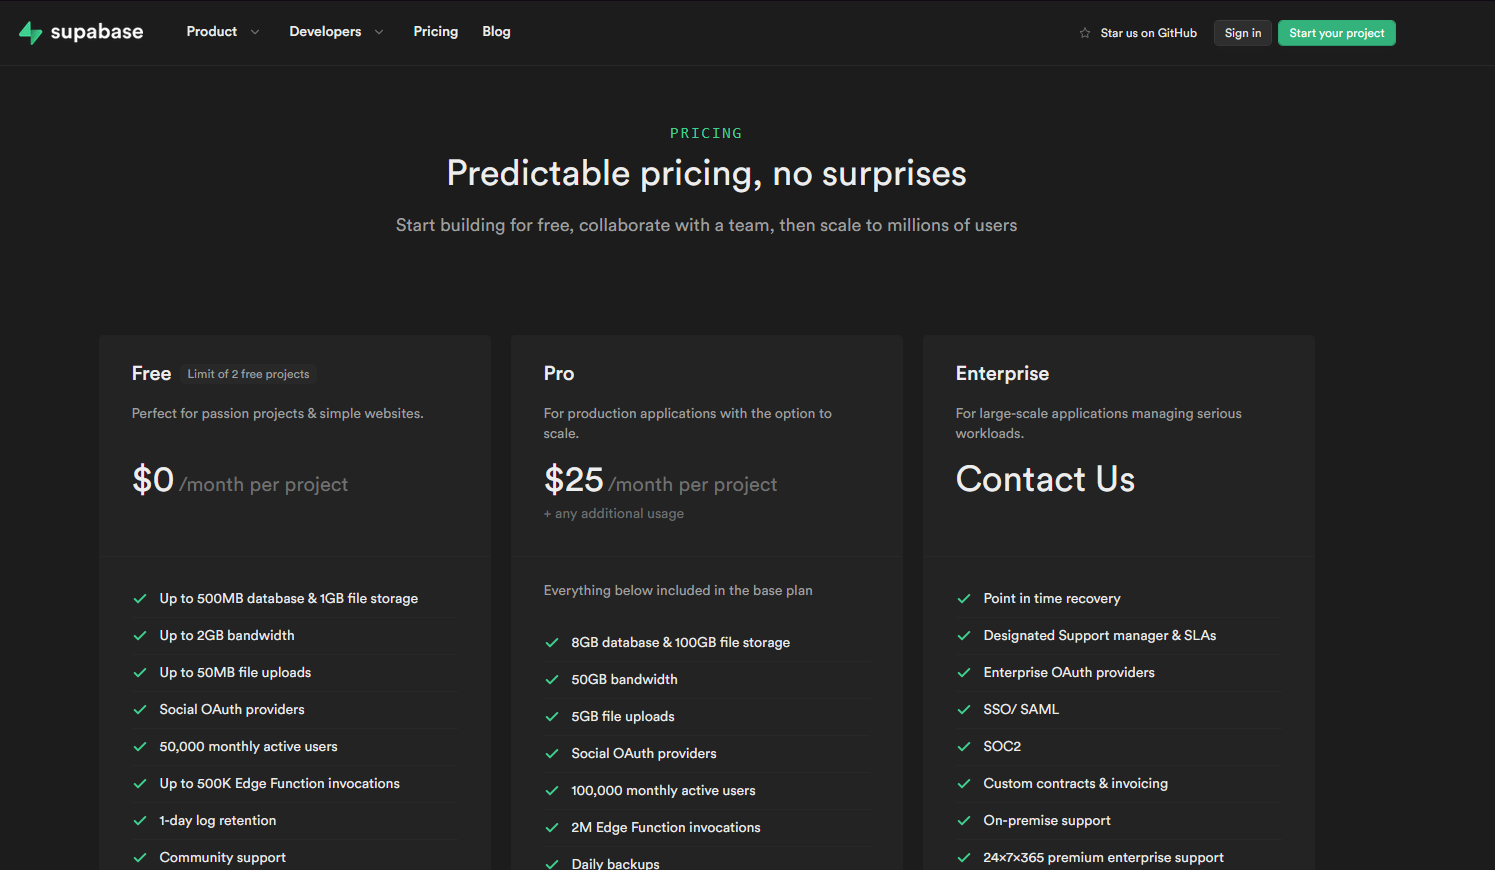 supabase
Product
Developers
Pricing
Blog
Star us on GitHub
Sign in
Start your project
PRICING
Predictable pricing, no surprises
Start building for free, collaborate with a team, then scale to millions of users
Free
Limit of 2 free projects
Perfect for passion projects & simple websites.
$0 /month per project
Up to 500MB database & 1GB file storage
Up to 2GB bandwidth
Up to 50MB file uploads
Social OAuth providers
50,000 monthly active users
Up to 500K Edge Function invocations
1-day log retention
Community support
Pro
For production applications with the option to
scale.
$25 /month per project
+ any additional usage
Everything below included in the base plan
8GB database & 100GB file storage
50GB bandwidth
5GB file uploads
Social OAuth providers
100,000 monthly active users
2M Edge Function invocations
Daily backups
Enterprise
For large-scale applications managing serious
workloads.
Contact Us
Point in time recovery
Designated Support manager & SLAs
Enterprise OAuth providers
SSO/ SAML
SOC2
Custom contracts & invoicing
On-premise support
24×7×365 premium enterprise support